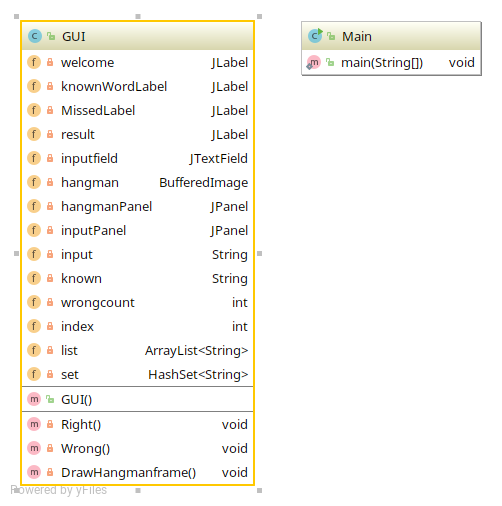 GUI
welcome JLabel
knownWordLabel JLabel
MissedLabel JLabel
result JLabel
inputfield JTextField
hangman BufferedImage
hangmanPanel JPanel
inputPanel JPanel
input String
known String
wrongcount int
index int
list ArrayList<String>
set HashSet<String>
GUI()
Right() void
Wrong() void
DrawHangmanframe() void
Powered by yFiles
Main
main(String[]) void